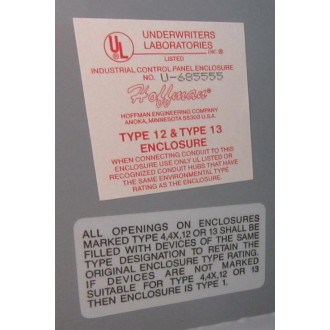 UL
UNDERWRITERS
LABORATORIES INC ®
LISTED
INDUSTRIAL CONTROL PANEL ENCLOSURE
NO. U-685555
Hoffman®
HOFFMAN ENGINEERING COMPANY
ANOKA, MINNESOTA 55303 U.S.A.
TYPE 12 & TYPE 13
ENCLOSURE
WHEN CONNECTING CONDUIT TO THIS
ENCLOSURE USE ONLY UL LISTED OR
RECOGNIZED CONDUIT HUBS THAT HAVE
THE SAME ENVIRONMENTAL TYPE
RATING AS THE ENCLOSURE.
ALL OPENINGS ON ENCLOSURES
MARKED TYPE 4,4X,12 OR 13 SHALL BE
FILLED WITH DEVICES OF THE SAME
TYPE DESIGNATION TO RETAIN THE
ORIGINAL ENCLOSURE TYPE RATING.
IF DEVICES ARE NOT MARKED
SUITABLE FOR TYPE 4,4X,12 OR 13
THEN ENCLOSURE IS TYPE 1.